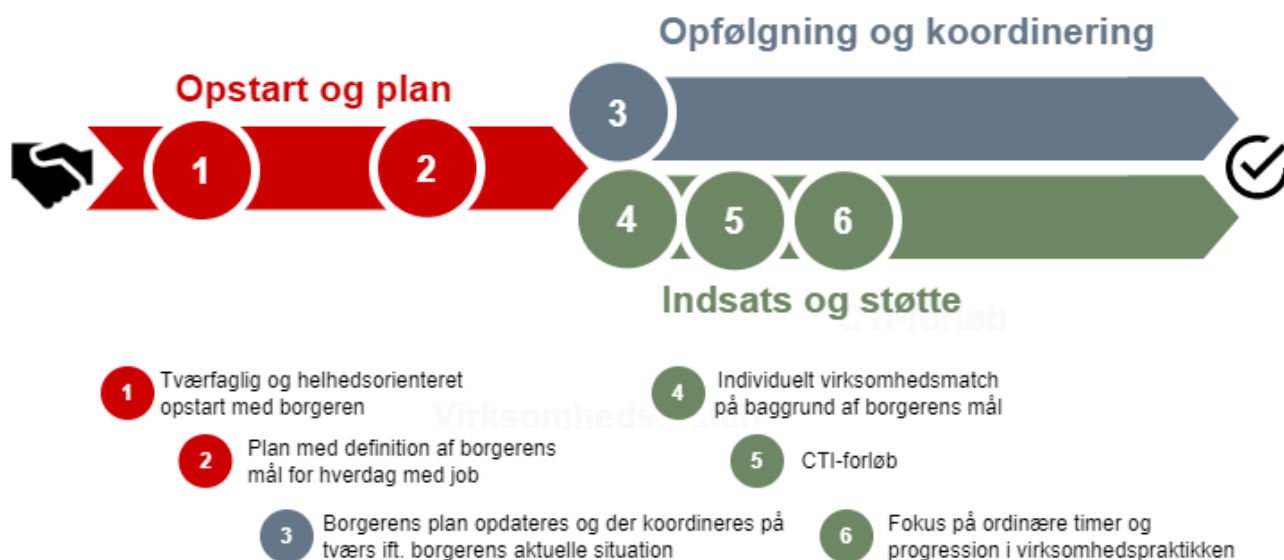 Opfølgning og koordinering
Opstart og plan
3
1
2
4
5
6
Indsats og støtte
CTI-forløb
1 Tværfaglig og helhedsorienteret
opstart med borgeren
4 Individuelt virksomhedsmatch
på baggrund af borgerens mål
Virksomhedsmatch
2 Plan med definition af borgerens
mål for hverdag med job
5 CTI-forløb
3 Borgerens plan opdateres og der koordineres på
tværs ift. borgerens aktuelle situation
6 Fokus på ordinære timer og
progression i virksomhedspraktikken